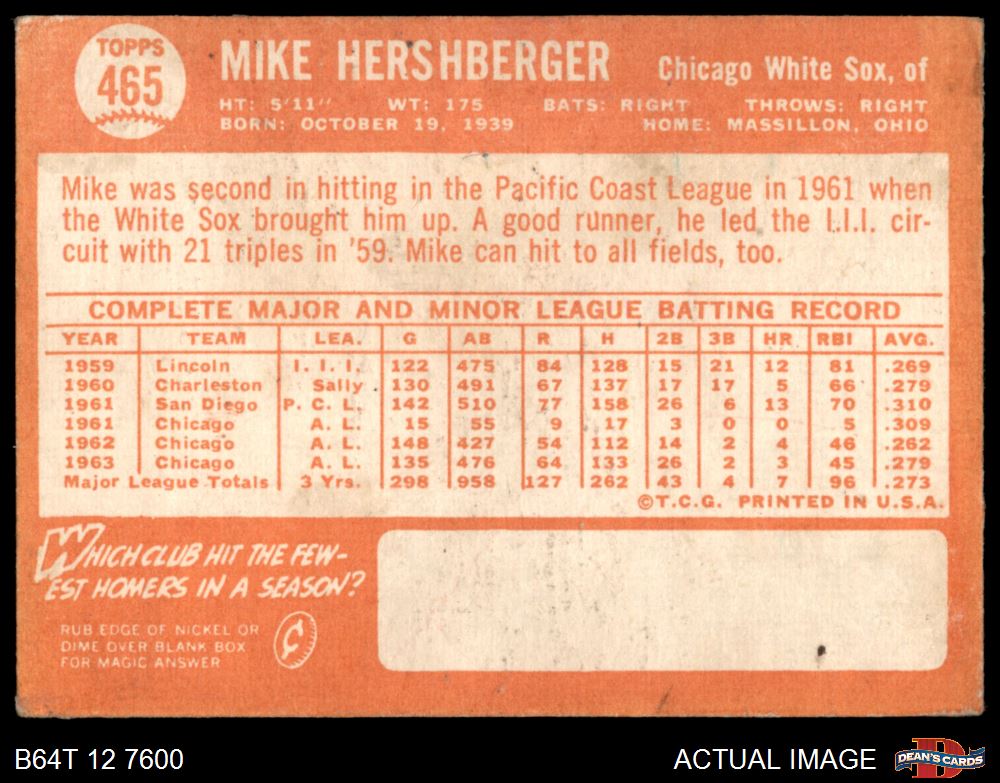 TOPPS
465
MIKE HERSHBERGER
Chicago White Sox, of
HT: 5'11" WT: 175 BATS: RIGHT THROWS: RIGHT
BORN: OCTOBER 19, 1939 HOME: MASSILLON, OHIO
Mike was second in hitting in the Pacific Coast League in 1961 when
the White Sox brought him up. A good runner, he led the I.I.I. cir-
cuit with 21 triples in '59. Mike can hit to all fields, too.
COMPLETE MAJOR AND MINOR LEAGUE BATTING RECORD
YEAR TEAM LEA. G AB R H 2B 3B HR RBI AVG.
1959 Lincoln I. I. I. 122 475 84 128 15 21 12 81 .269
1960 Charleston Sally 130 491 67 137 17 17 5 66 .279
1961 San Diego P. C. L. 142 510 77 158 26 6 13 70 .310
1961 Chicago A. L. 15 55 9 17 3 0 0 5 .309
1962 Chicago A. L. 148 427 54 112 14 2 4 46 .262
1963 Chicago A. L. 135 476 64 133 26 2 3 45 .279
Major League Totals 3 Yrs. 298 958 127 262 43 4 7 96 .273
©T.C.G. PRINTED IN U.S.A.
WHICH CLUB HIT THE FEW-
EST HOMERS IN A SEASON?
RUB EDGE OF NICKEL OR
DIME OVER BLANK BOX
FOR MAGIC ANSWER
¢
B64T 12 7600
ACTUAL IMAGE
D
DEAN'S CARDS